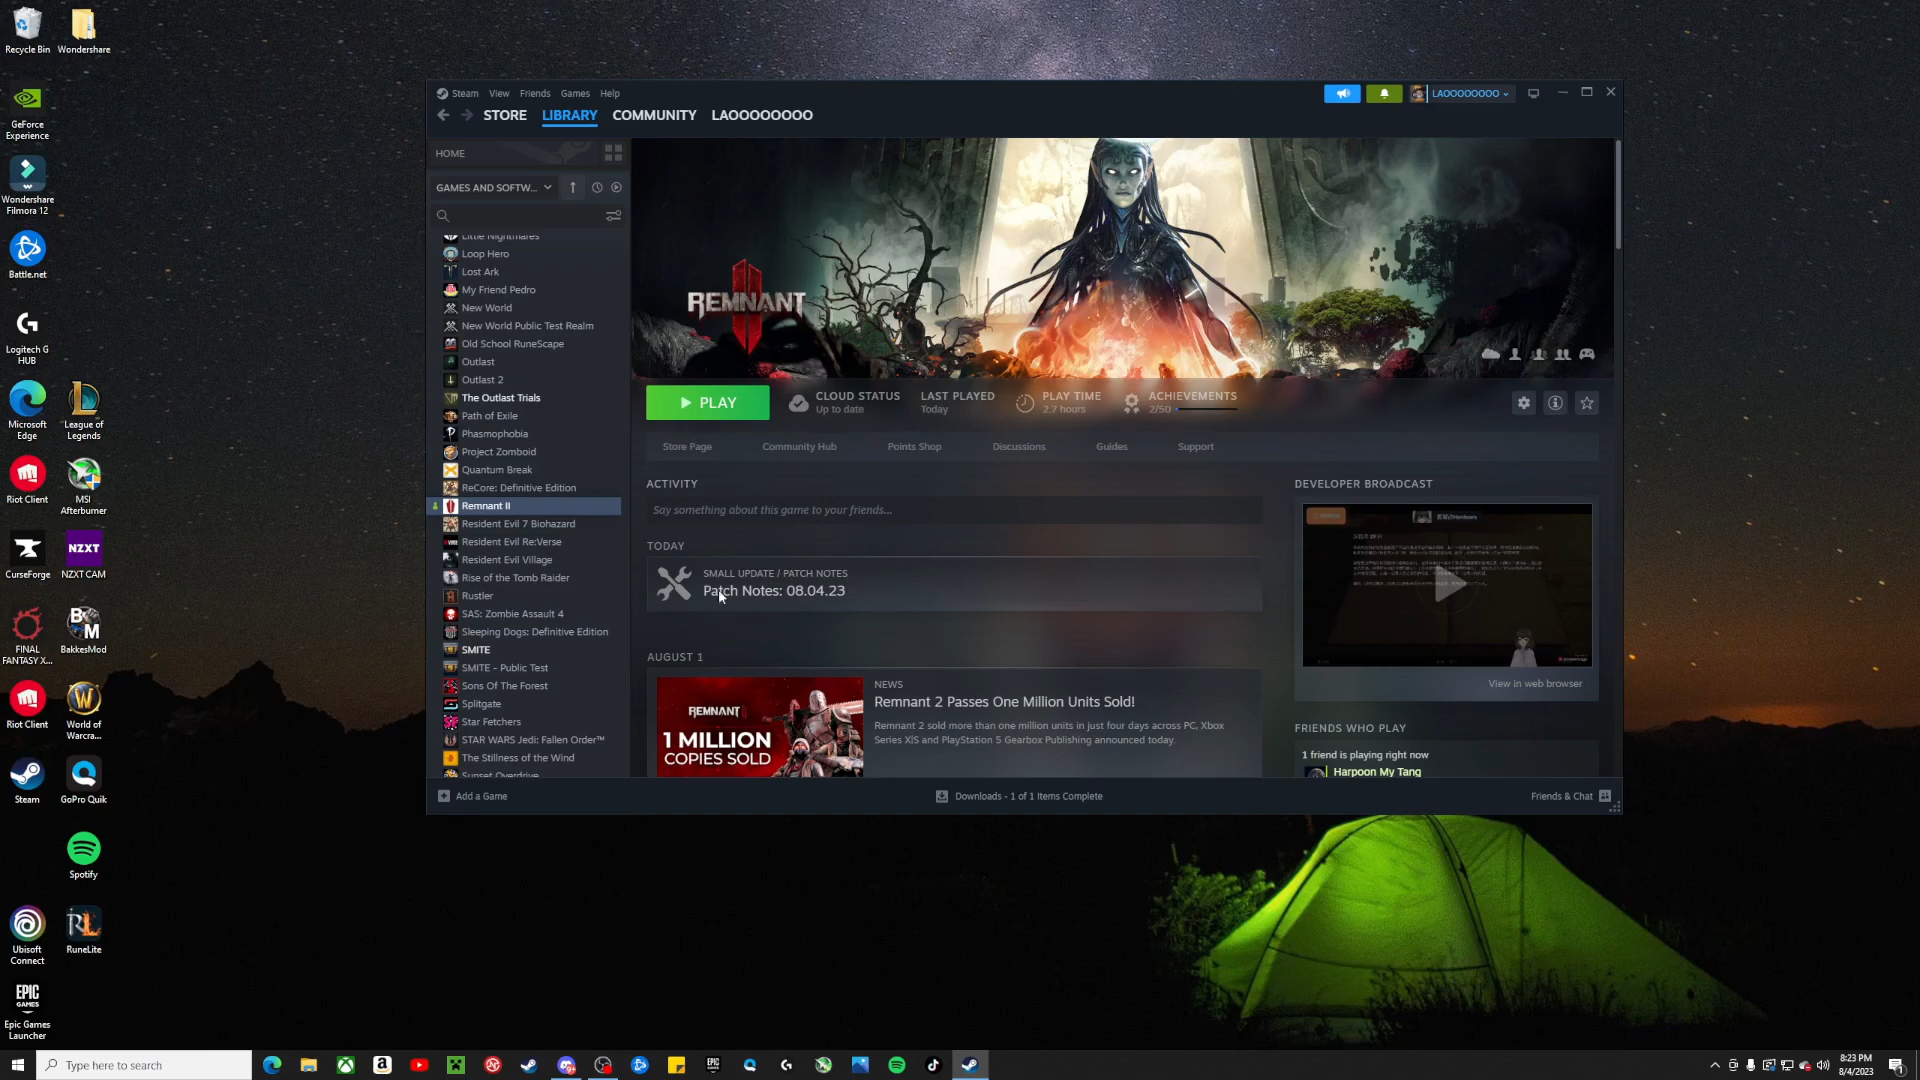 Recycle Bin
Wondershare
GeForce
Experience
Wondershare
Filmora 12
Battle.net
Logitech G
HUB
Microsoft
Edge
League of
Legends
Riot Client
MSI
Afterburner
CurseForge
NZXT
NZXT CAM
FINAL
FANTASY X...
BM
BakkesMod
Riot Client
World of
Warcra...
Steam
GoPro Quik
Spotify
Ubisoft
Connect
RuneLite
EPIC
GAMES
Epic Games
Launcher
Steam View Friends Games Help
LAOOOOOOOO
STORE LIBRARY COMMUNITY LAOOOOOOOO
HOME
GAMES AND SOFTW...
Little Nightmares
Loop Hero
Lost Ark
My Friend Pedro
New World
New World Public Test Realm
Old School RuneScape
Outlast
Outlast 2
The Outlast Trials
Path of Exile
Phasmophobia
Project Zomboid
Quantum Break
ReCore: Definitive Edition
Remnant II
Resident Evil 7 Biohazard
Resident Evil Re:Verse
Resident Evil Village
Rise of the Tomb Raider
Rustler
SAS: Zombie Assault 4
Sleeping Dogs: Definitive Edition
SMITE
SMITE - Public Test
Sons Of The Forest
Splitgate
Star Fetchers
STAR WARS Jedi: Fallen Order™
The Stillness of the Wind
Sunset Overdrive
REMNANT II
PLAY
CLOUD STATUS
Up to date
LAST PLAYED
Today
PLAY TIME
2.7 hours
ACHIEVEMENTS
2/50
Store Page Community Hub Points Shop Discussions Guides Support
ACTIVITY
Say something about this game to your friends...
TODAY
SMALL UPDATE / PATCH NOTES
Patch Notes: 08.04.23
AUGUST 1
REMNANT
1 MILLION
COPIES SOLD
NEWS
Remnant 2 Passes One Million Units Sold!
Remnant 2 sold more than one million units in just four days across PC, Xbox
Series X|S and PlayStation 5 Gearbox Publishing announced today.
DEVELOPER BROADCAST
View in web browser
FRIENDS WHO PLAY
1 friend is playing right now
Harpoon My Tang
Add a Game
Downloads - 1 of 1 Items Complete
Friends & Chat
Type here to search
8:23 PM
8/4/2023